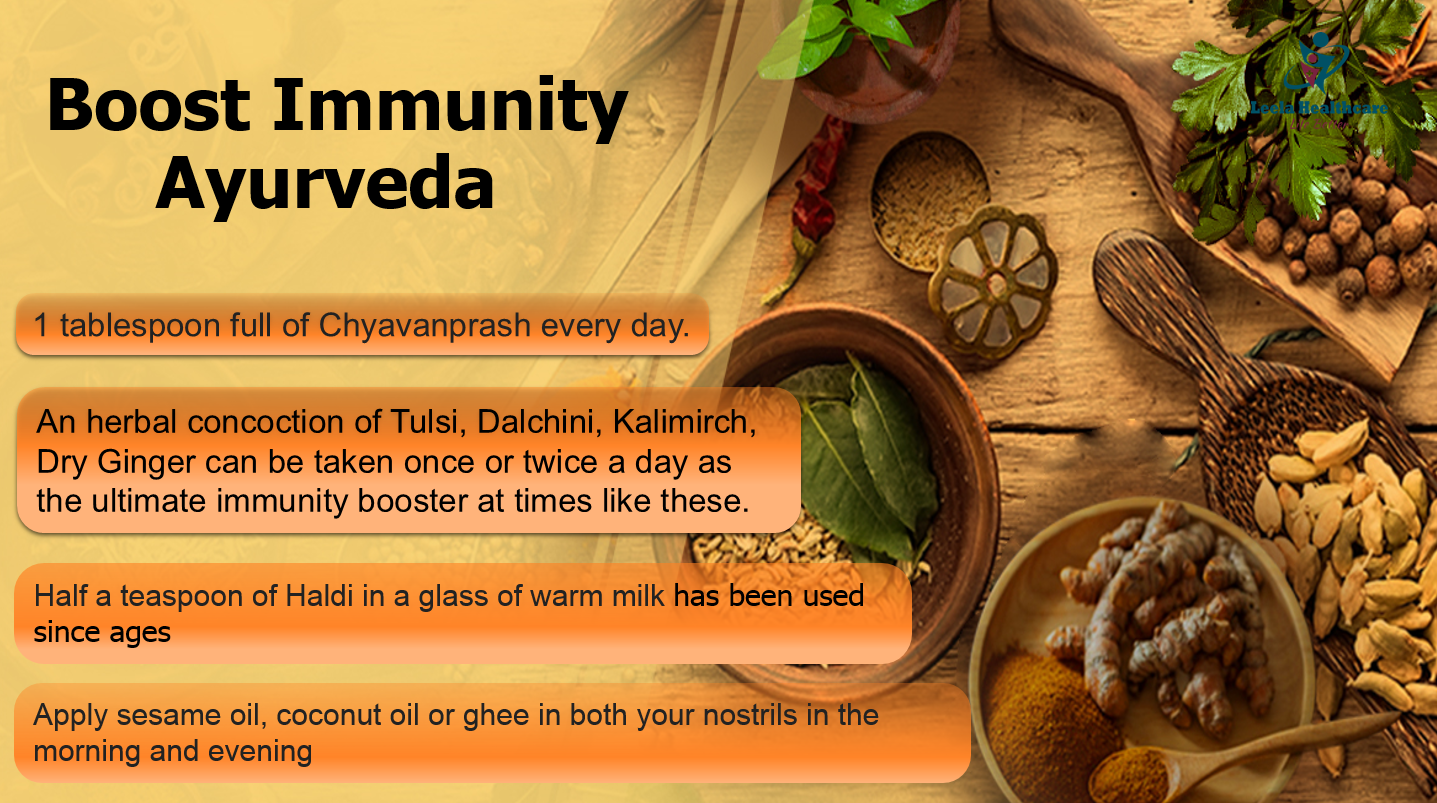 Boost Immunity
Ayurveda
Leela Healthcare
1 tablespoon full of Chyavanprash every day.
An herbal concoction of Tulsi, Dalchini, Kalimirch,
Dry Ginger can be taken once or twice a day as
the ultimate immunity booster at times like these.
Half a teaspoon of Haldi in a glass of warm milk has been used
since ages
Apply sesame oil, coconut oil or ghee in both your nostrils in the
morning and evening